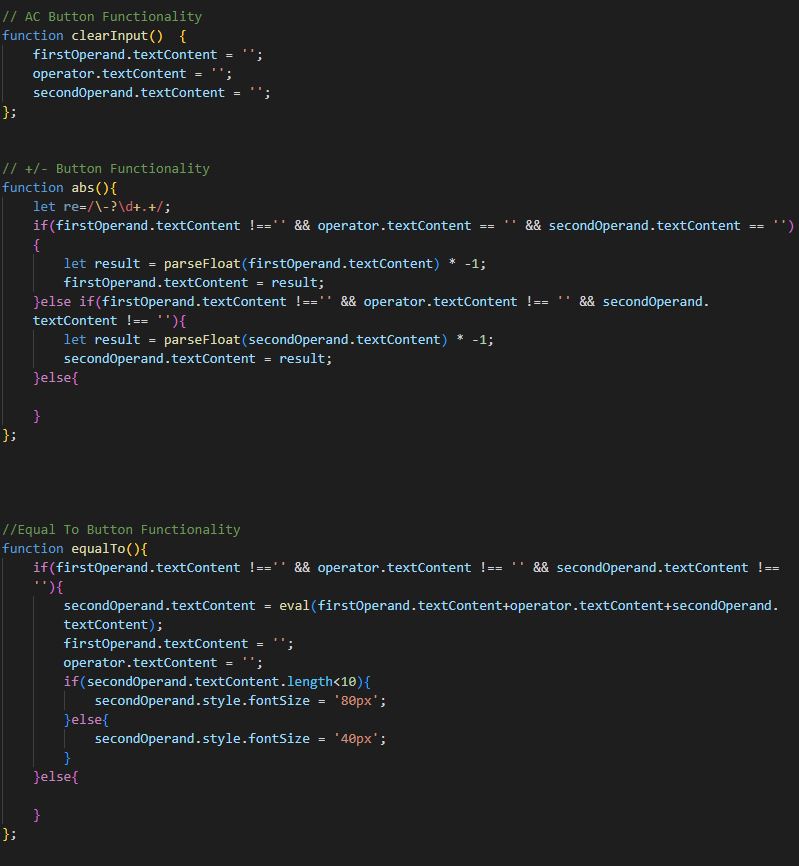 // AC Button Functionality
function clearInput()  {
    firstOperand.textContent = '';
    operator.textContent = '';
    secondOperand.textContent = '';
};
// +/- Button Functionality
function abs(){
    let re=/\-?\d+.+/;
    if(firstOperand.textContent !=='' && operator.textContent == '' && secondOperand.textContent == '')
    {
        let result = parseFloat(firstOperand.textContent) * -1;
        firstOperand.textContent = result;
    }else if(firstOperand.textContent !=='' && operator.textContent !== '' && secondOperand.
    textContent !== ''){
        let result = parseFloat(secondOperand.textContent) * -1;
        secondOperand.textContent = result;
    }else{
    }
};
//Equal To Button Functionality
function equalTo(){
    if(firstOperand.textContent !=='' && operator.textContent !== '' && secondOperand.textContent !==
    ''){
        secondOperand.textContent = eval(firstOperand.textContent+operator.textContent+secondOperand.
        textContent);
        firstOperand.textContent = '';
        operator.textContent = '';
        if(secondOperand.textContent.length<10){
            secondOperand.style.fontSize = '80px';
        }else{
            secondOperand.style.fontSize = '40px';
        }
    }else{
    }
};